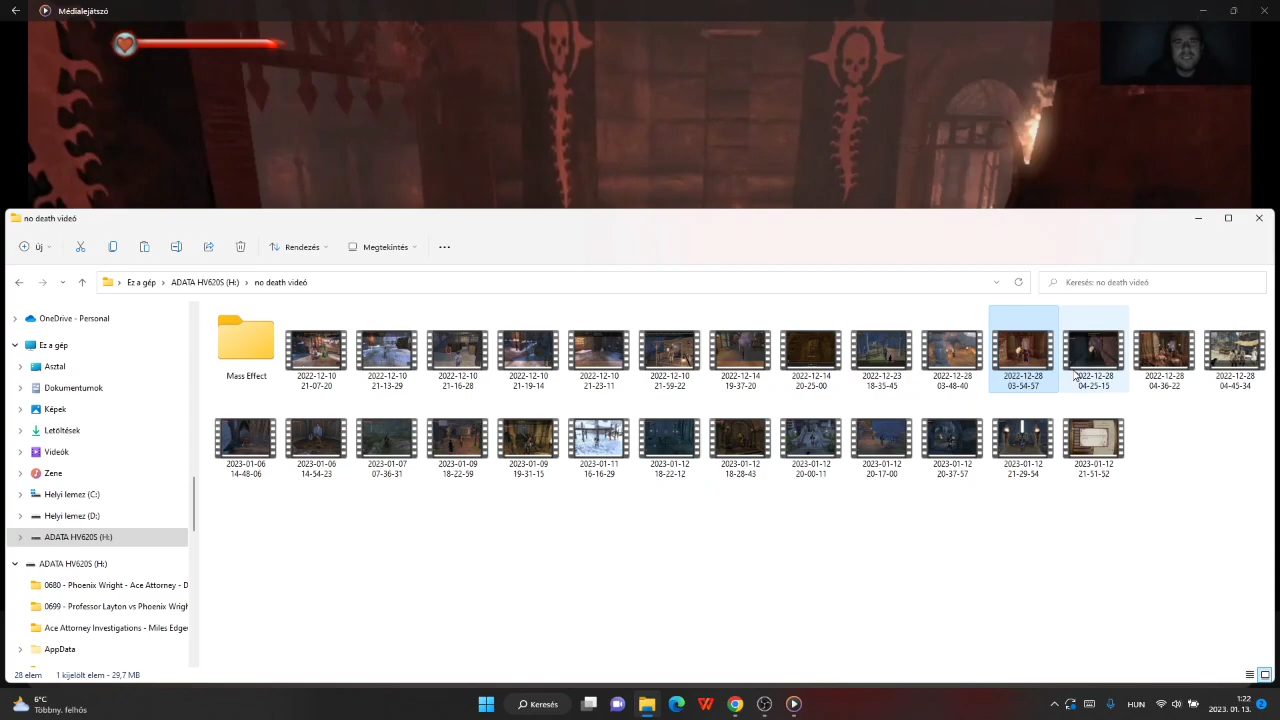 Médialejátszó
no death videó
Új
Rendezés
Megtekintés
Ez a gép
ADATA HV620S (H:)
no death videó
Keresés: no death videó
OneDrive - Personal
Ez a gép
Asztal
Dokumentumok
Képek
Letöltések
Videók
Zene
Helyi lemez (C:)
Helyi lemez (D:)
ADATA HV620S (H:)
ADATA HV620S (H:)
0680 - Phoenix Wright - Ace Attorney - D
0699 - Professor Layton vs Phoenix Wrigh
Ace Attorney Investigations - Miles Edge
AppData
Mass Effect
2022-12-10 21-07-20
2022-12-10 21-13-29
2022-12-10 21-16-28
2022-12-10 21-19-14
2022-12-10 21-23-11
2022-12-10 21-59-22
2022-12-14 19-37-20
2022-12-14 20-25-00
2022-12-23 18-35-45
2022-12-28 03-48-40
2022-12-28 03-54-57
2022-12-28 04-25-15
2022-12-28 04-36-22
2022-12-28 04-45-34
2023-01-06 14-48-06
2023-01-06 14-54-23
2023-01-07 07-36-31
2023-01-09 18-22-59
2023-01-09 19-31-15
2023-01-11 16-16-29
2023-01-12 18-22-12
2023-01-12 18-28-43
2023-01-12 20-00-11
2023-01-12 20-17-00
2023-01-12 20-37-57
2023-01-12 21-29-54
2023-01-12 21-51-52
28 elem
1 kijelölt elem - 29,7 MB
6°C
Többny. felhős
Keresés
HUN
1:22
2023. 01. 13.
2